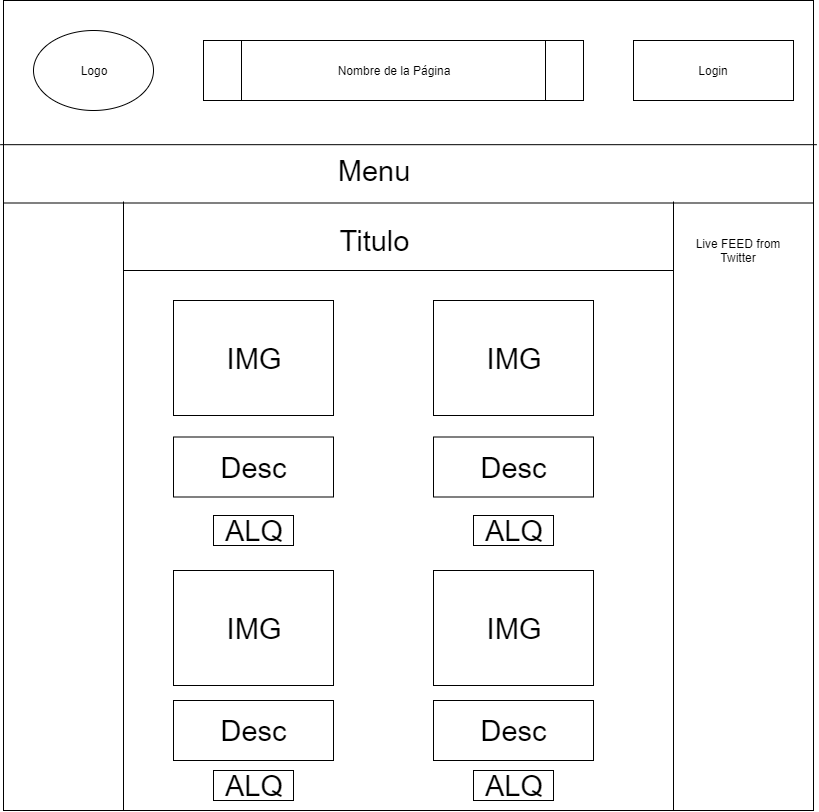 Logo
Nombre de la Página
Login
Menu
Titulo
Live FEED from
Twitter
IMG
IMG
Desc
Desc
ALQ
ALQ
IMG
IMG
Desc
Desc
ALQ
ALQ